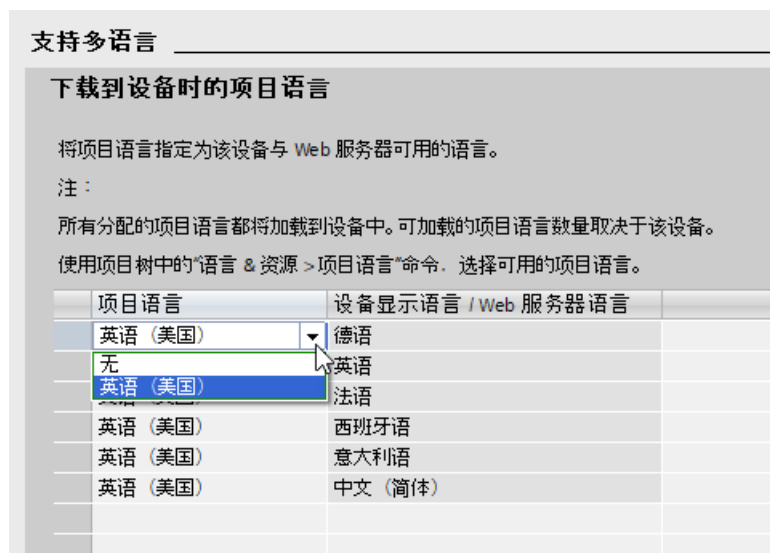 支持多语言
下载到设备时的项目语言
将项目语言指定为该设备与 Web 服务器可用的语言。
注：
所有分配的项目语言都将加载到设备中。可加载的项目语言数量取决于该设备。
使用项目树中的“语言 & 资源 >项目语言”命令，选择可用的项目语言。
项目语言 设备显示语言 / Web 服务器语言
英语（美国） 德语
无 英语
英语（美国） 法语
英语（美国） 西班牙语
英语（美国） 意大利语
英语（美国） 中文（简体）